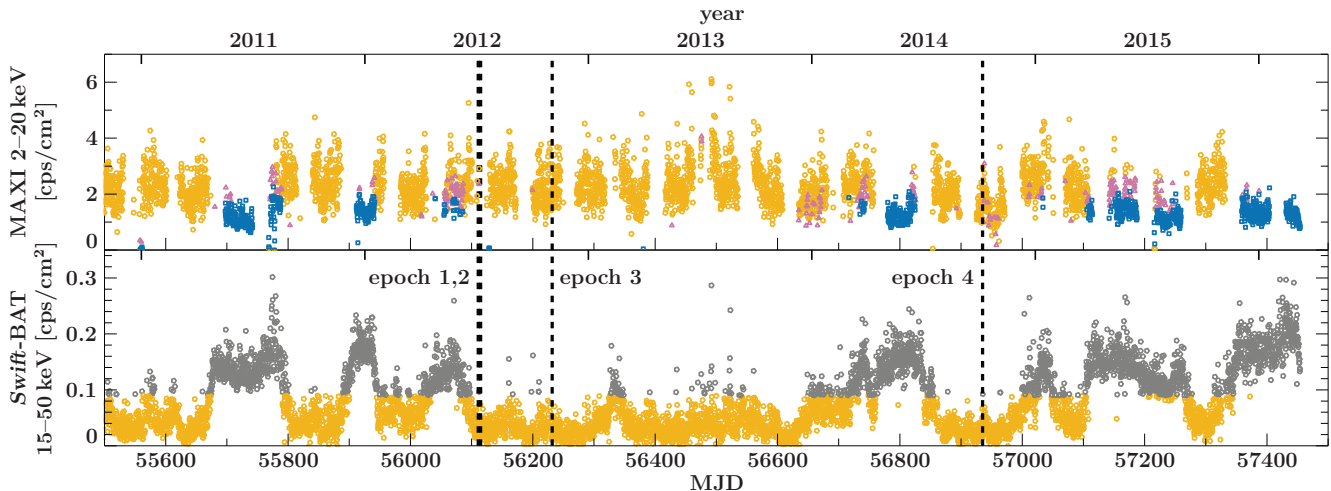 year
2011 2012 2013 2014 2015
MAXI 2–20 keV
[cps/cm²]
6
4
2
0
Swift-BAT
15–50 keV [cps/cm²]
0.3
0.2
0.1
0
epoch 1,2 epoch 3 epoch 4
55600 55800 56000 56200 56400 56600 56800 57000 57200 57400
MJD